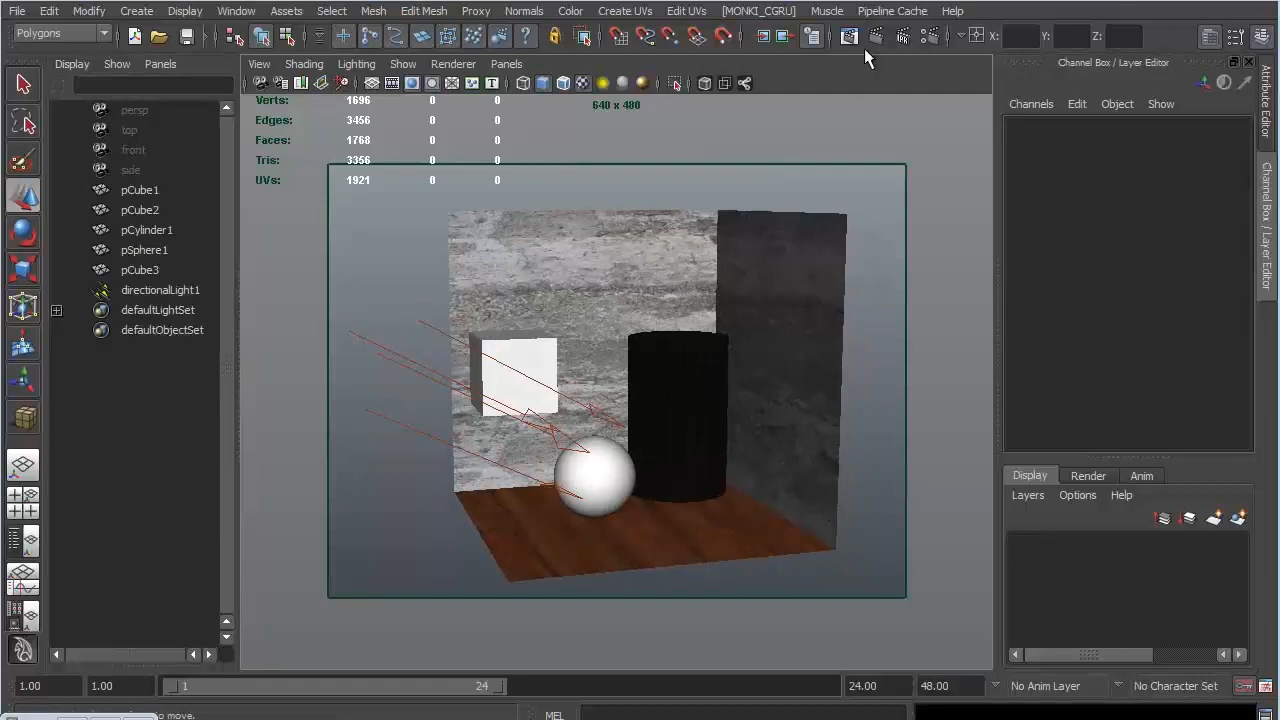 File Edit Modify Create Display Window Assets Select Mesh Edit Mesh Proxy Normals Color Create UVs Edit UVs [MONKI_CGRU] Muscle Pipeline Cache Help
Polygons X: Y: Z:
Display Show Panels
View Shading Lighting Show Renderer Panels
Channel Box / Layer Editor
Channels Edit Object Show
Attribute Editor
Channel Box / Layer Editor
Verts: 1696 0 0
640 x 480
Edges: 3456 0 0
Faces: 1768 0 0
Tris: 3356 0 0
UVs: 1921 0 0
persp
top
front
side
pCube1
pCube2
pCylinder1
pSphere1
pCube3
directionalLight1
defaultLightSet
defaultObjectSet
Display Render Anim
Layers Options Help
1.00 1.00 1 24 24.00 48.00 No Anim Layer No Character Set
to move. MEL